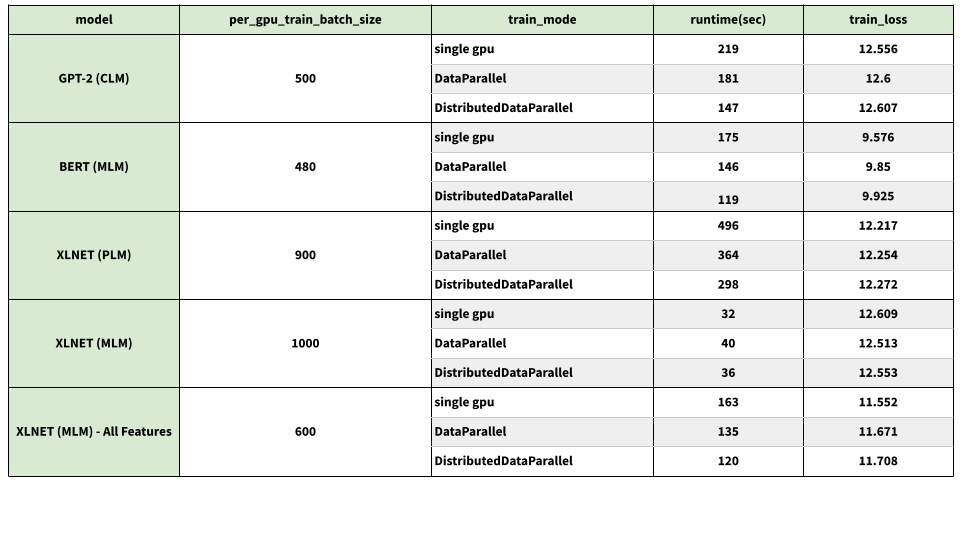 model per_gpu_train_batch_size train_mode runtime(sec) train_loss
single gpu 219 12.556
GPT-2 (CLM) 500 DataParallel 181 12.6
DistributedDataParallel 147 12.607
single gpu 175 9.576
BERT (MLM) 480 DataParallel 146 9.85
DistributedDataParallel 119 9.925
single gpu 496 12.217
XLNET (PLM) 900 DataParallel 364 12.254
DistributedDataParallel 298 12.272
single gpu 32 12.609
XLNET (MLM) 1000 DataParallel 40 12.513
DistributedDataParallel 36 12.553
single gpu 163 11.552
XLNET (MLM) - All Features 600 DataParallel 135 11.671
DistributedDataParallel 120 11.708